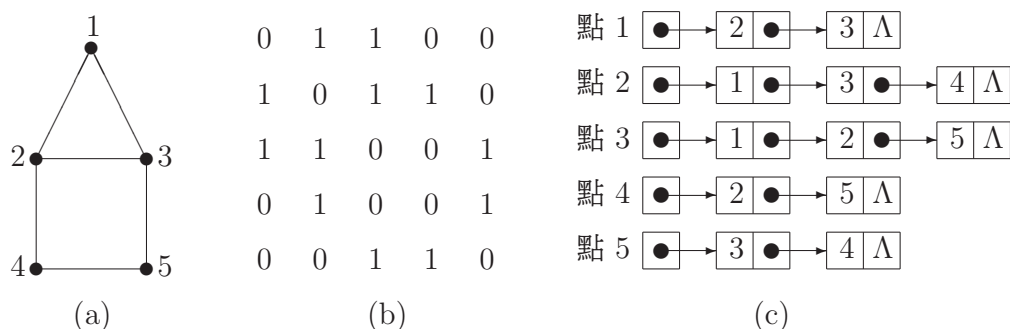 1
2 3
4 5
(a)
0 1 1 0 0
1 0 1 1 0
1 1 0 0 1
0 1 0 0 1
0 0 1 1 0
(b)
點 1 2 3 Λ
點 2 1 3 4 Λ
點 3 1 2 5 Λ
點 4 2 5 Λ
點 5 3 4 Λ
(c)